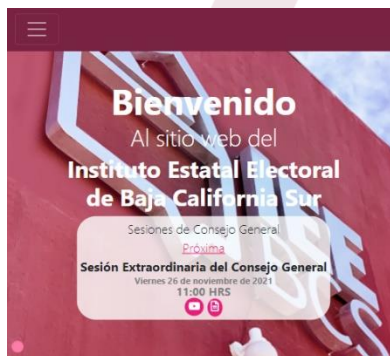 Bienvenido
Al sitio web del
Instituto Estatal Electoral
de Baja California Sur
Sesiones de Consejo General
Próxima
Sesión Extraordinaria del Consejo General
Viernes 26 de noviembre de 2021
11:00 HRS